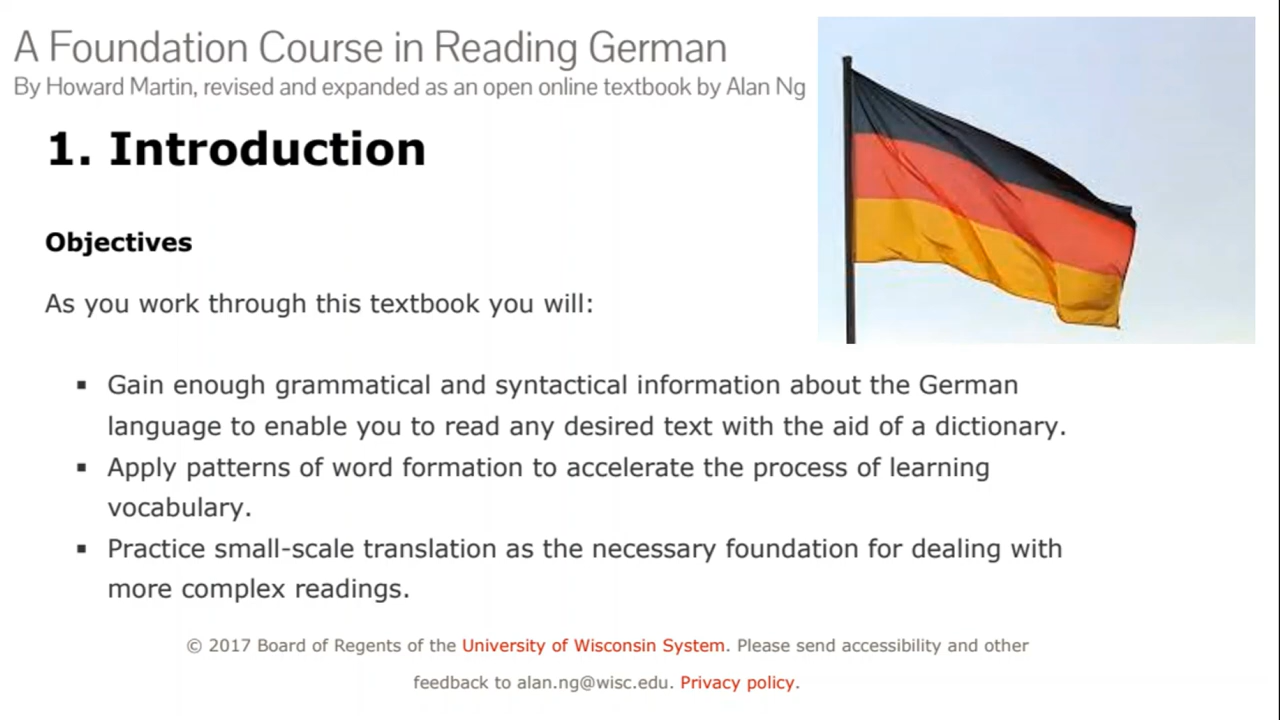 A Foundation Course in Reading German
By Howard Martin, revised and expanded as an open online textbook by Alan Ng
1. Introduction
Objectives
As you work through this textbook you will:
▪ Gain enough grammatical and syntactical information about the German
language to enable you to read any desired text with the aid of a dictionary.
▪ Apply patterns of word formation to accelerate the process of learning
vocabulary.
▪ Practice small-scale translation as the necessary foundation for dealing with
more complex readings.
© 2017 Board of Regents of the University of Wisconsin System. Please send accessibility and other
feedback to alan.ng@wisc.edu. Privacy policy.